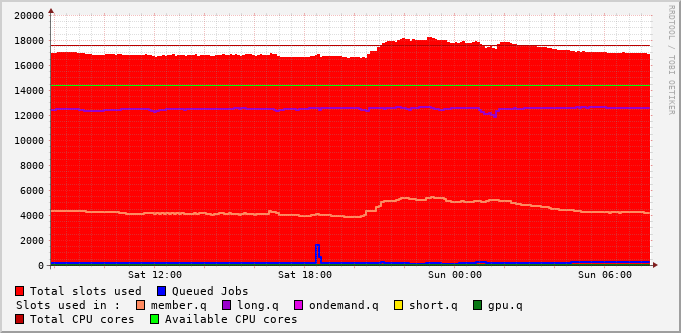 20000
18000
16000
14000
12000
10000
8000
6000
4000
2000
0
Sat 12:00 Sat 18:00 Sun 00:00 Sun 06:00
RRDTOOL / TOBI OETIKER
Total slots used Queued Jobs
Slots used in : member.q long.q ondemand.q short.q gpu.q
Total CPU cores Available CPU cores